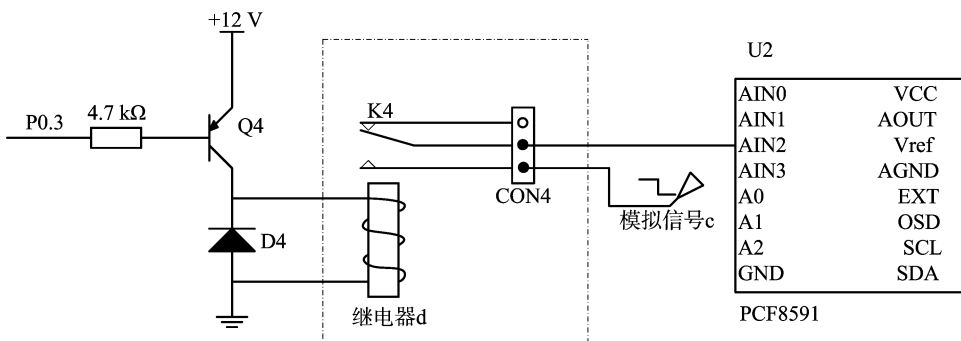 +12 V
P0.3
4.7 kΩ
Q4
D4
K4
CON4
继电器d
模拟信号c
U2
AIN0 VCC
AIN1 AOUT
AIN2 Vref
AIN3 AGND
A0 EXT
A1 OSD
A2 SCL
GND SDA
PCF8591